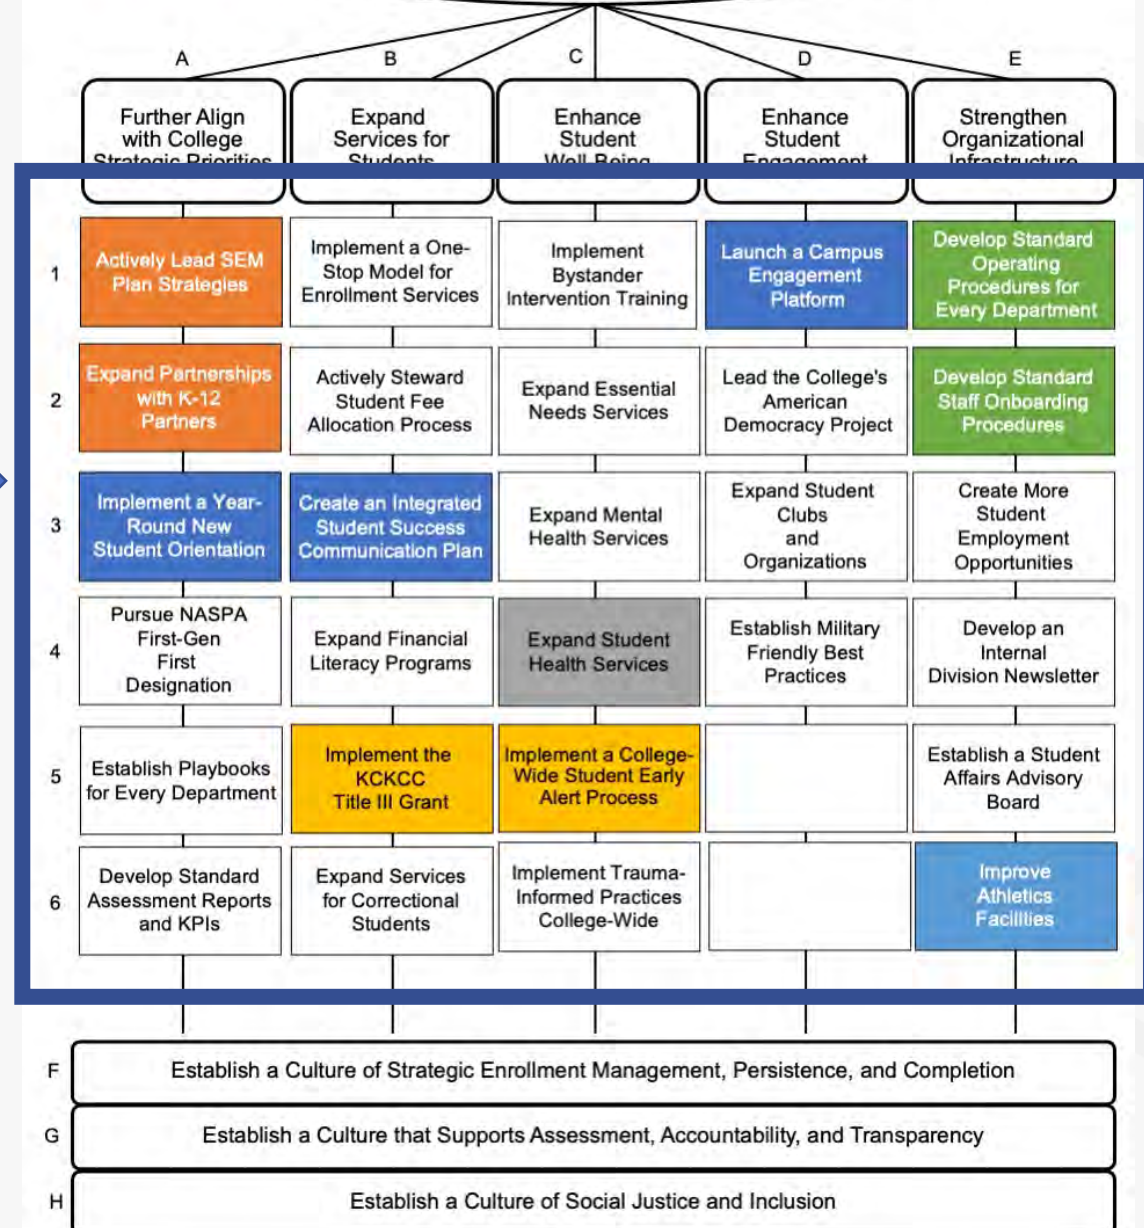 A
B
C
D
E
Further Align
with College
Strategic Priorities
Expand
Services for
Students
Enhance
Student
Well-Being
Enhance
Student
Engagement
Strengthen
Organizational
Infrastructure
1
Actively Lead SEM
Plan Strategies
Implement a One-
Stop Model for
Enrollment Services
Implement
Bystander
Intervention Training
Launch a Campus
Engagement
Platform
Develop Standard
Operating
Procedures for
Every Department
2
Expand Partnerships
with K-12
Partners
Actively Steward
Student Fee
Allocation Process
Expand Essential
Needs Services
Lead the College's
American
Democracy Project
Develop Standard
Staff Onboarding
Procedures
3
Implement a Year-
Round New
Student Orientation
Create an Integrated
Student Success
Communication Plan
Expand Mental
Health Services
Expand Student
Clubs
and
Organizations
Create More
Student
Employment
Opportunities
4
Pursue NASPA
First-Gen
First
Designation
Expand Financial
Literacy Programs
Expand Student
Health Services
Establish Military
Friendly Best
Practices
Develop an
Internal
Division Newsletter
5
Establish Playbooks
for Every Department
Implement the
KCKCC
Title III Grant
Implement a College-
Wide Student Early
Alert Process
Establish a Student
Affairs Advisory
Board
6
Develop Standard
Assessment Reports
and KPIs
Expand Services
for Correctional
Students
Implement Trauma-
Informed Practices
College-Wide
Improve
Athletics
Facilities
F
Establish a Culture of Strategic Enrollment Management, Persistence, and Completion
G
Establish a Culture that Supports Assessment, Accountability, and Transparency
H
Establish a Culture of Social Justice and Inclusion